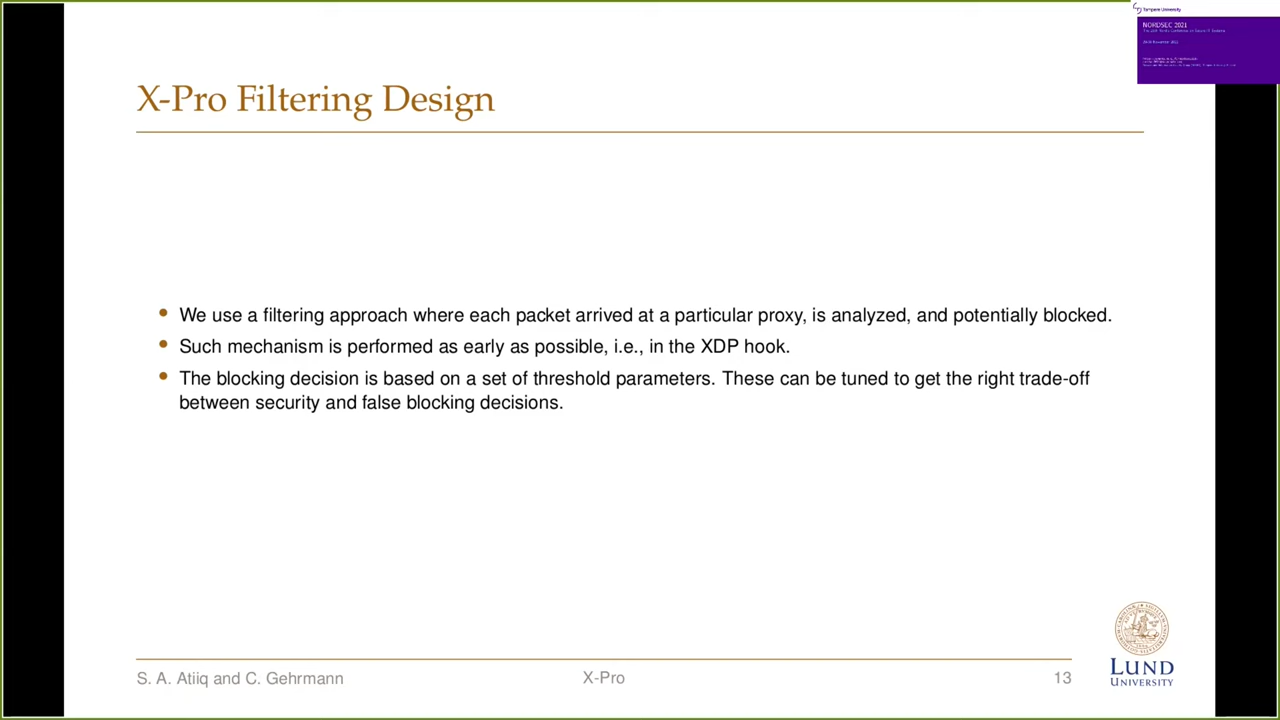 Tampere University
NORDSEC 2021
X-Pro Filtering Design
• We use a filtering approach where each packet arrived at a particular proxy, is analyzed, and potentially blocked.
• Such mechanism is performed as early as possible, i.e., in the XDP hook.
• The blocking decision is based on a set of threshold parameters. These can be tuned to get the right trade-off
between security and false blocking decisions.
S. A. Atiiq and C. Gehrmann
X-Pro
13
LUND
UNIVERSITY